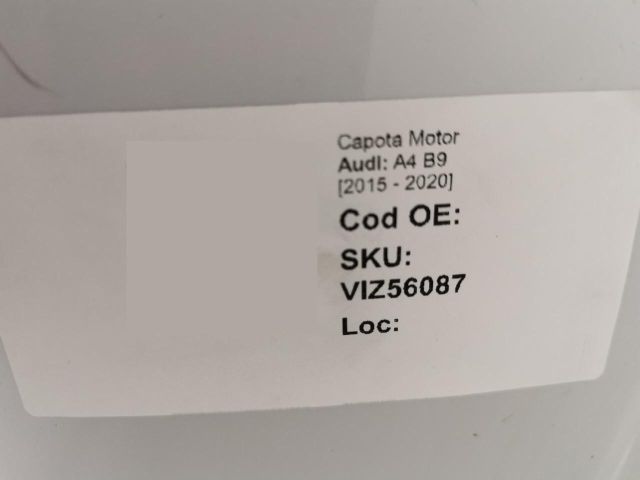 Capota Motor
Audi: A4 B9
[2015 - 2020]
Cod OE:
SKU:
VIZ56087
Loc: